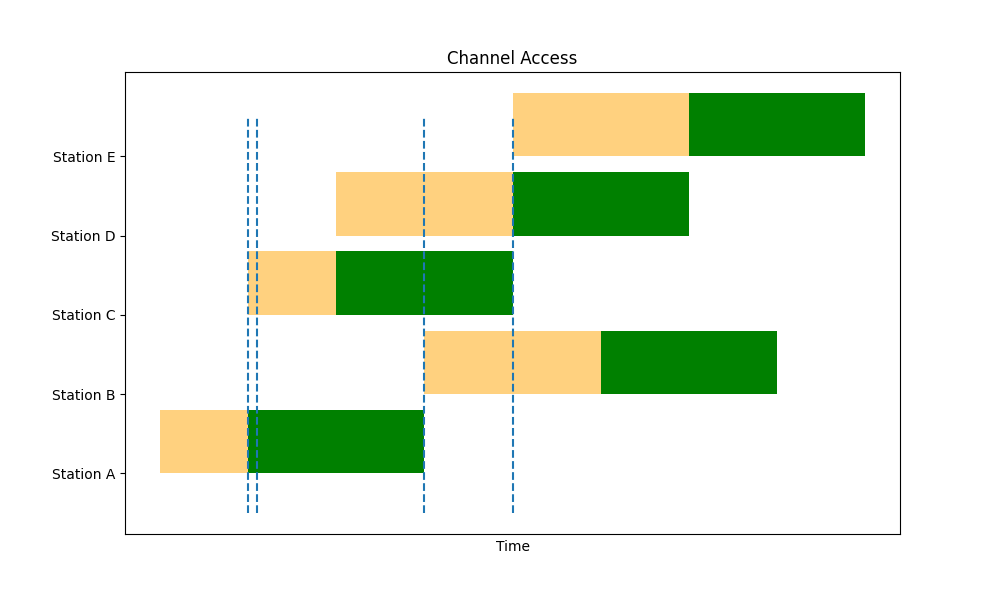 Channel Access
Station E
Station D
Station C
Station B
Station A
Time